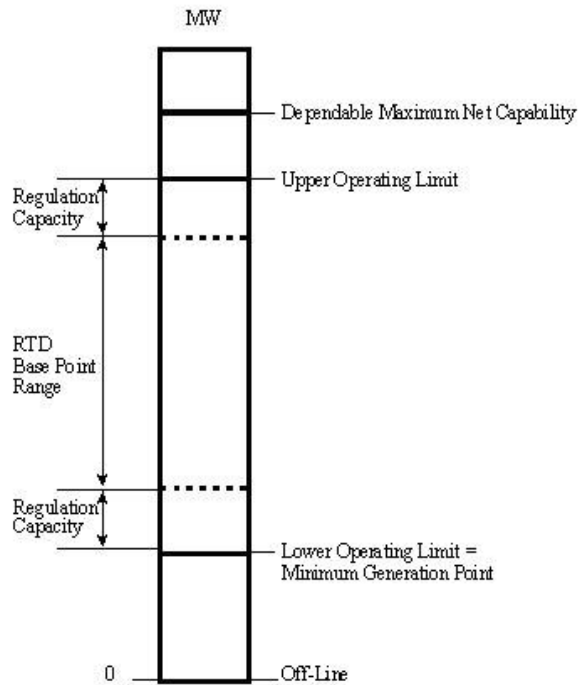 MW
Dependable Maximum Net Capability
Upper Operating Limit
Regulation
Capacity
RTD
Base Point
Range
Regulation
Capacity
Lower Operating Limit =
Minimum Generation Point
0
Off-Line